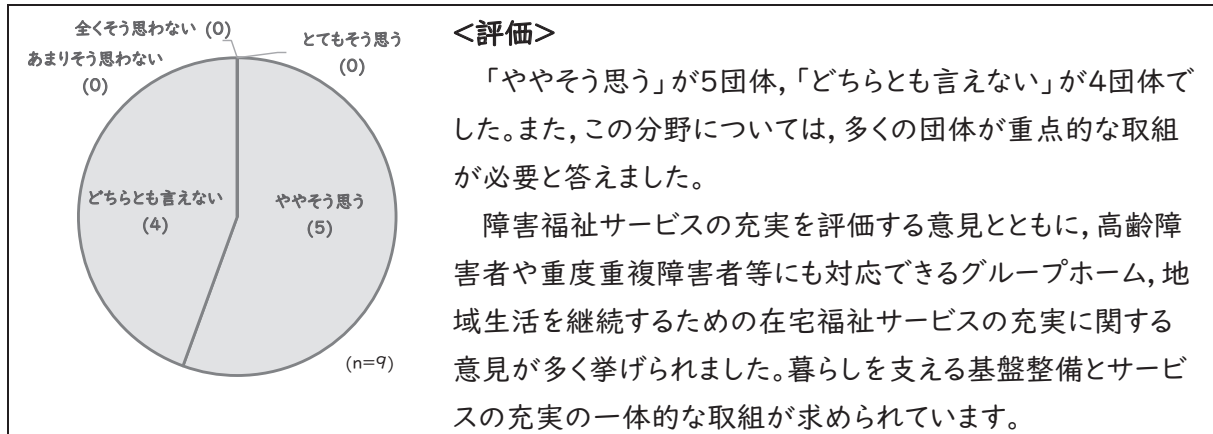 全くそう思わない (0)
とてもそう思う
(0)
あまりそう思わない
(0)
どちらとも言えない
(4)
ややそう思う
(5)
(n=9)
<評価>
「ややそう思う」が5団体,「どちらとも言えない」が4団体で
した。また,この分野については,多くの団体が重点的な取組
が必要と答えました。
障害福祉サービスの充実を評価する意見とともに,高齢障
害者や重度重複障害者等にも対応できるグループホーム,地
域生活を継続するための在宅福祉サービスの充実に関する
意見が多く挙げられました。暮らしを支える基盤整備とサービ
スの充実の一体的な取組が求められています。